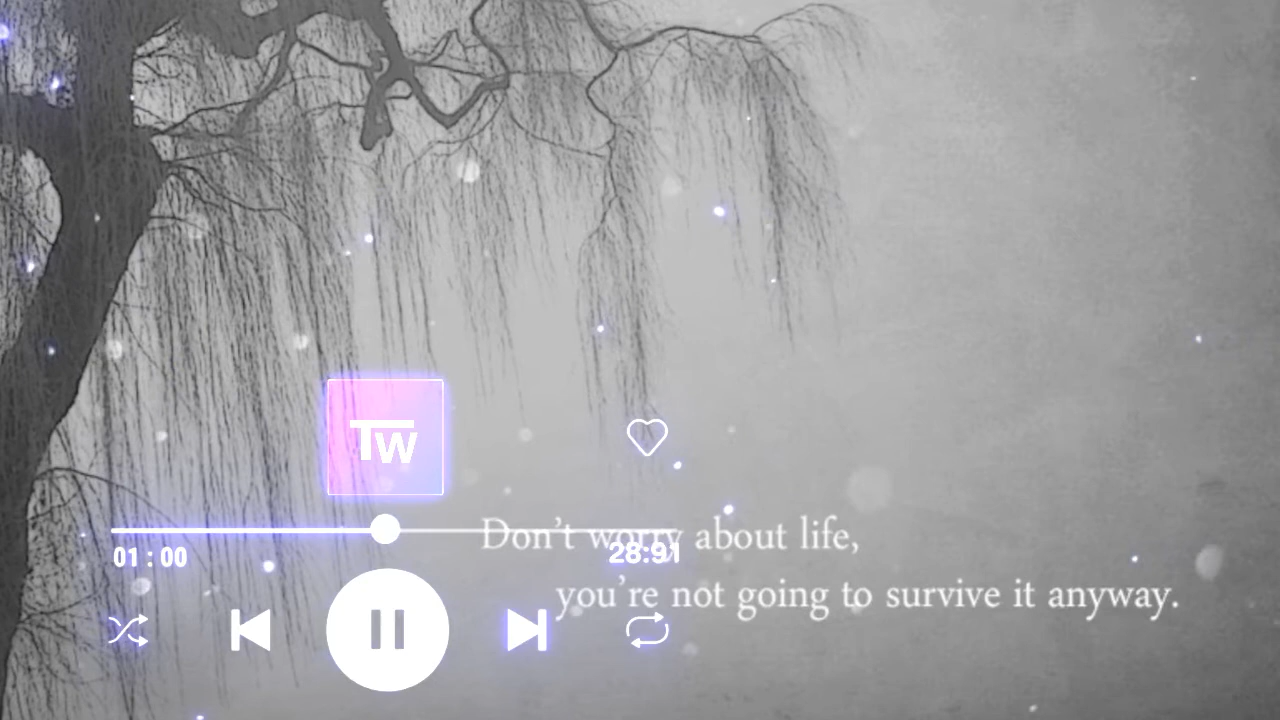 TW
Don't worry about life,
01 : 00
28:91
you're not going to survive it anyway.